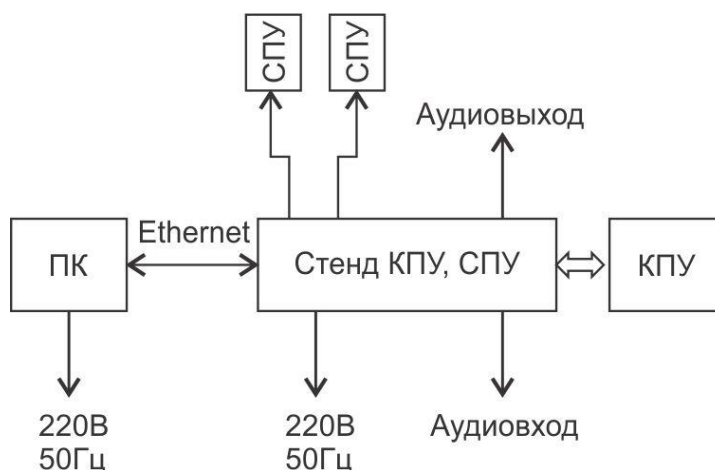 СПУ
СПУ
Аудиовыход
Ethernet
ПК
Стенд КПУ, СПУ
КПУ
220В
50Гц
220В
50Гц
Аудиовход